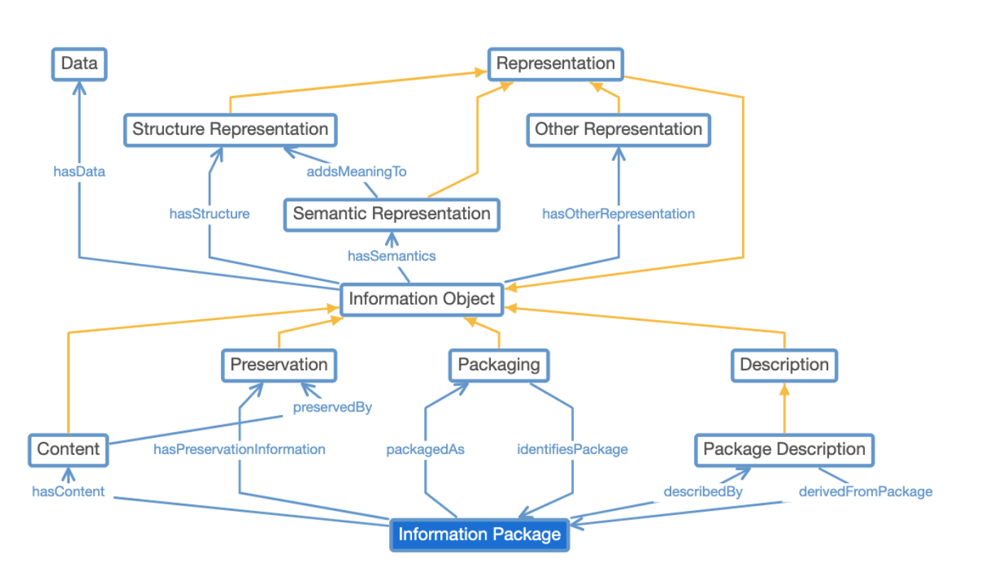 Data
Representation
Structure Representation
Other Representation
hasData
addsMeaningTo
hasStructure
Semantic Representation
hasOtherRepresentation
hasSemantics
Information Object
Preservation
Packaging
Description
preservedBy
Content
hasPreservationInformation
packagedAs
identifiesPackage
Package Description
hasContent
describedBy
derivedFromPackage
Information Package